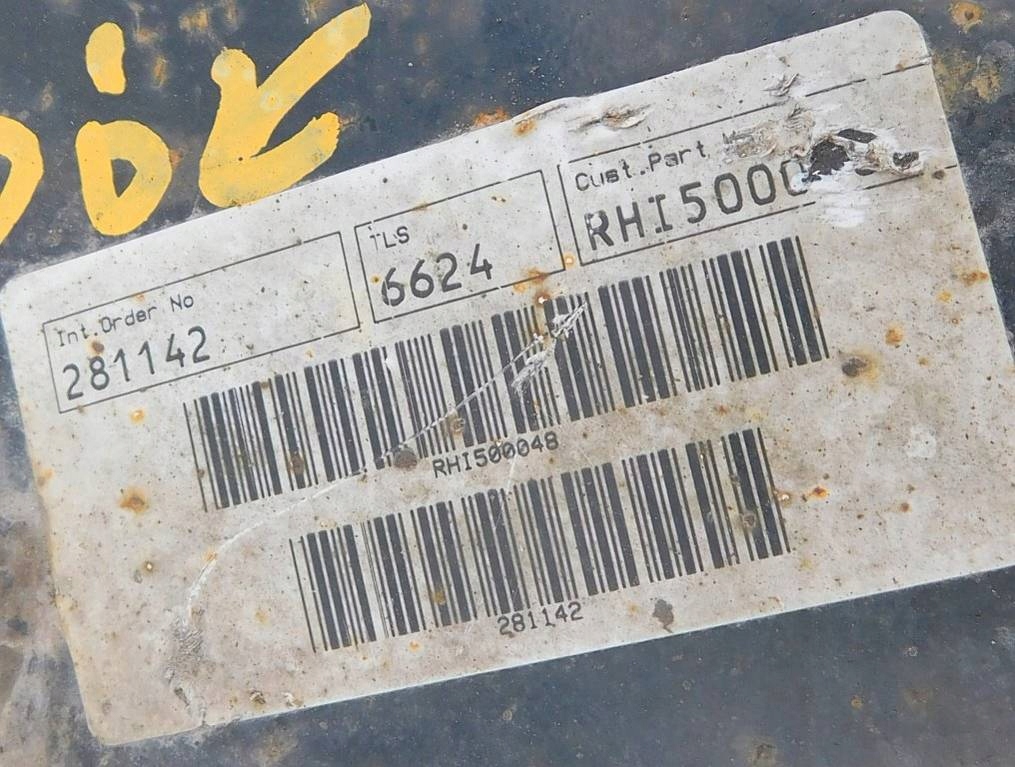 Int.Order No
281142
TLS
6624
Cust.Part
RHI5000
RHI500048
281142